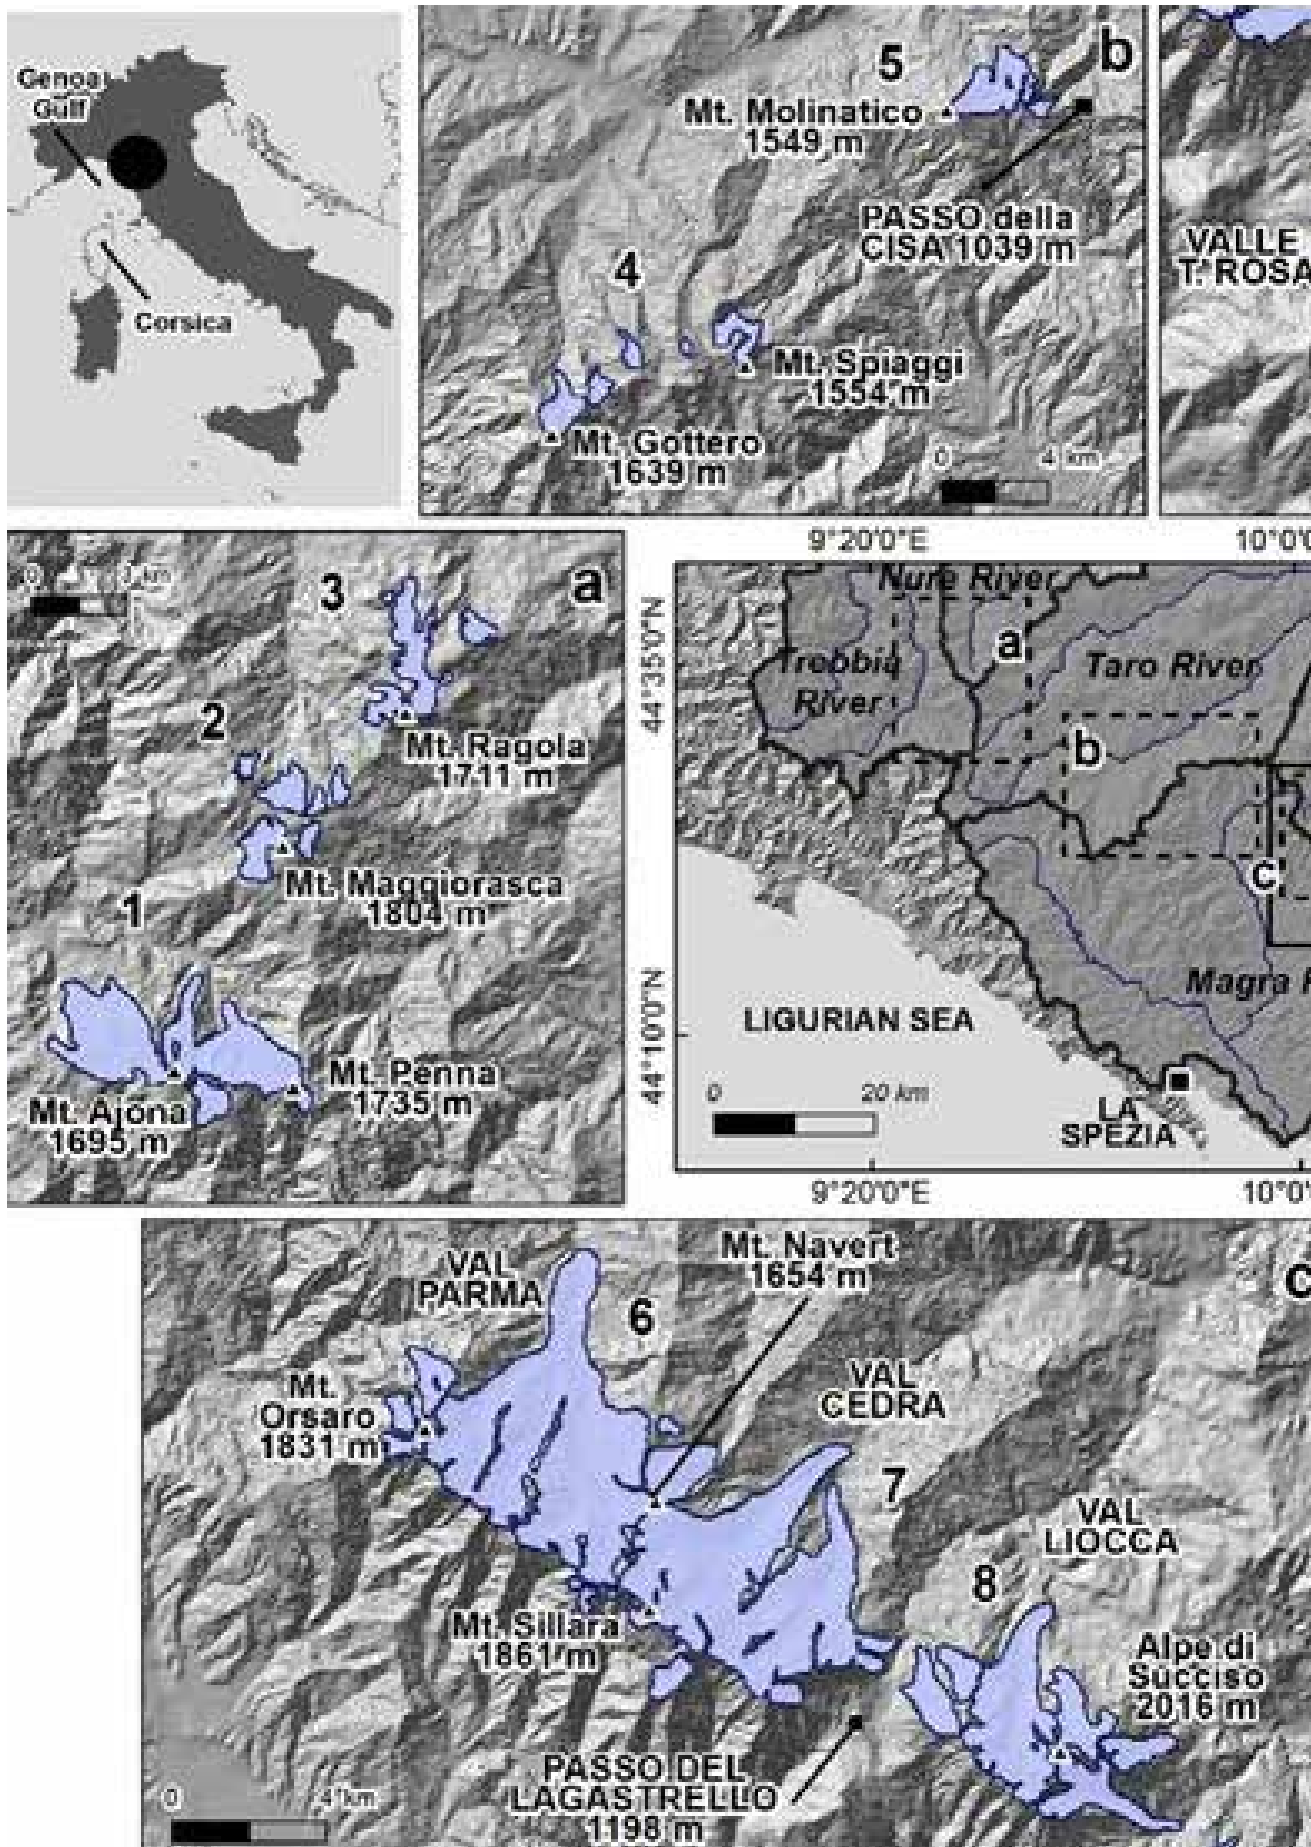 Genoa
Gulf
Corsica
b
5
Mt. Molinatico
1549 m
PASSO della
CISA 1039 m
4
Mt. Spiaggi
1554 m
Mt. Gottero
1639 m
0 4 km
VALLE
T. ROSA
a
3
2
Mt. Ragola
1711 m
Mt. Maggiorasca
1804 m
1
Mt. Penna
1735 m
Mt. Ajona
1695 m
9°20'0"E
44°35'0"N
44°10'0"N
Nure River
a
Trebbia
River
Taro River
b
c
Magra
LIGURIAN SEA
0 20 km
LA
SPEZIA
9°20'0"E
Mt. Navert
1654 m
c
VAL
PARMA
6
VAL
CEDRA
Mt.
Orsaro
1831 m
7
VAL
LIOCCA
8
Mt. Sillara
1861 m
Alpe di
Succiso
2016 m
PASSO DEL
LAGASTRELLO
1198 m
0 4 km